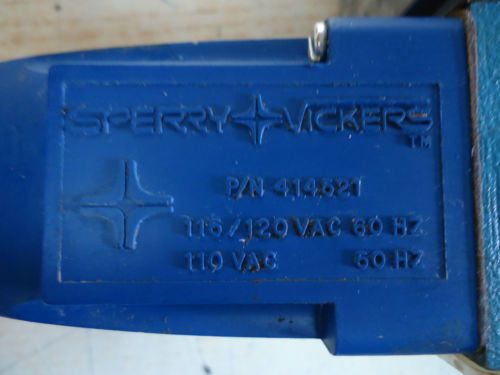 SPERRY VICKERS TM
P/N 414521
115/120 VAC 60 HZ
110 VAC 50 HZ